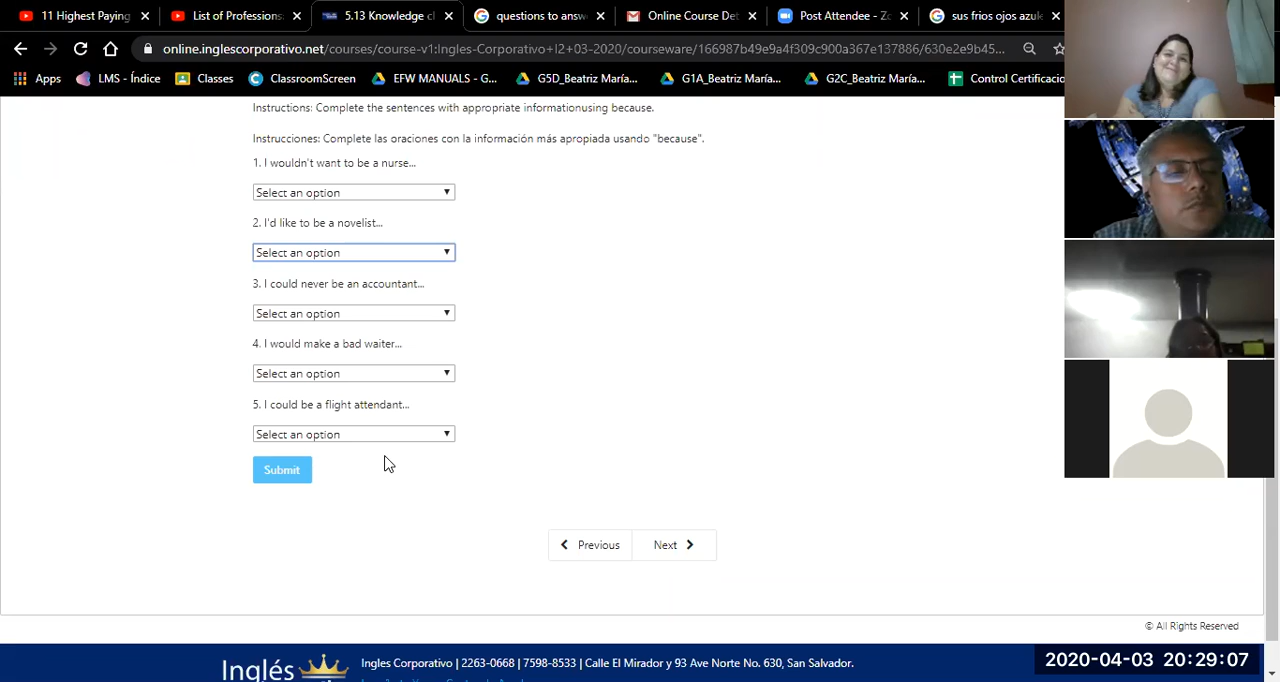 11 Highest Paying
List of Professions
5.13 Knowledge c
questions to answ
Online Course Det
Post Attendee - Zo
sus frios ojos azule
online.inglescorporativo.net/courses/course-v1:Ingles-Corporativo+I2+03-2020/courseware/166987b49e9a4f309c900a367e137886/630e2e9b45...
Apps
LMS - Índice
Classes
ClassroomScreen
EFW MANUALS - G...
G5D_Beatriz María...
G1A_Beatriz María...
G2C_Beatriz María...
Control Certificacio
Instructions: Complete the sentences with appropriate informationusing because.
Instrucciones: Complete las oraciones con la información más apropiada usando "because".
1. I wouldn't want to be a nurse...
Select an option
2. I'd like to be a novelist...
Select an option
3. I could never be an accountant...
Select an option
4. I would make a bad waiter...
Select an option
5. I could be a flight attendant...
Select an option
Submit
Previous
Next
© All Rights Reserved
Inglés
Ingles Corporativo | 2263-0668 | 7598-8533 | Calle El Mirador y 93 Ave Norte No. 630, San Salvador.
2020-04-03 20:29:07